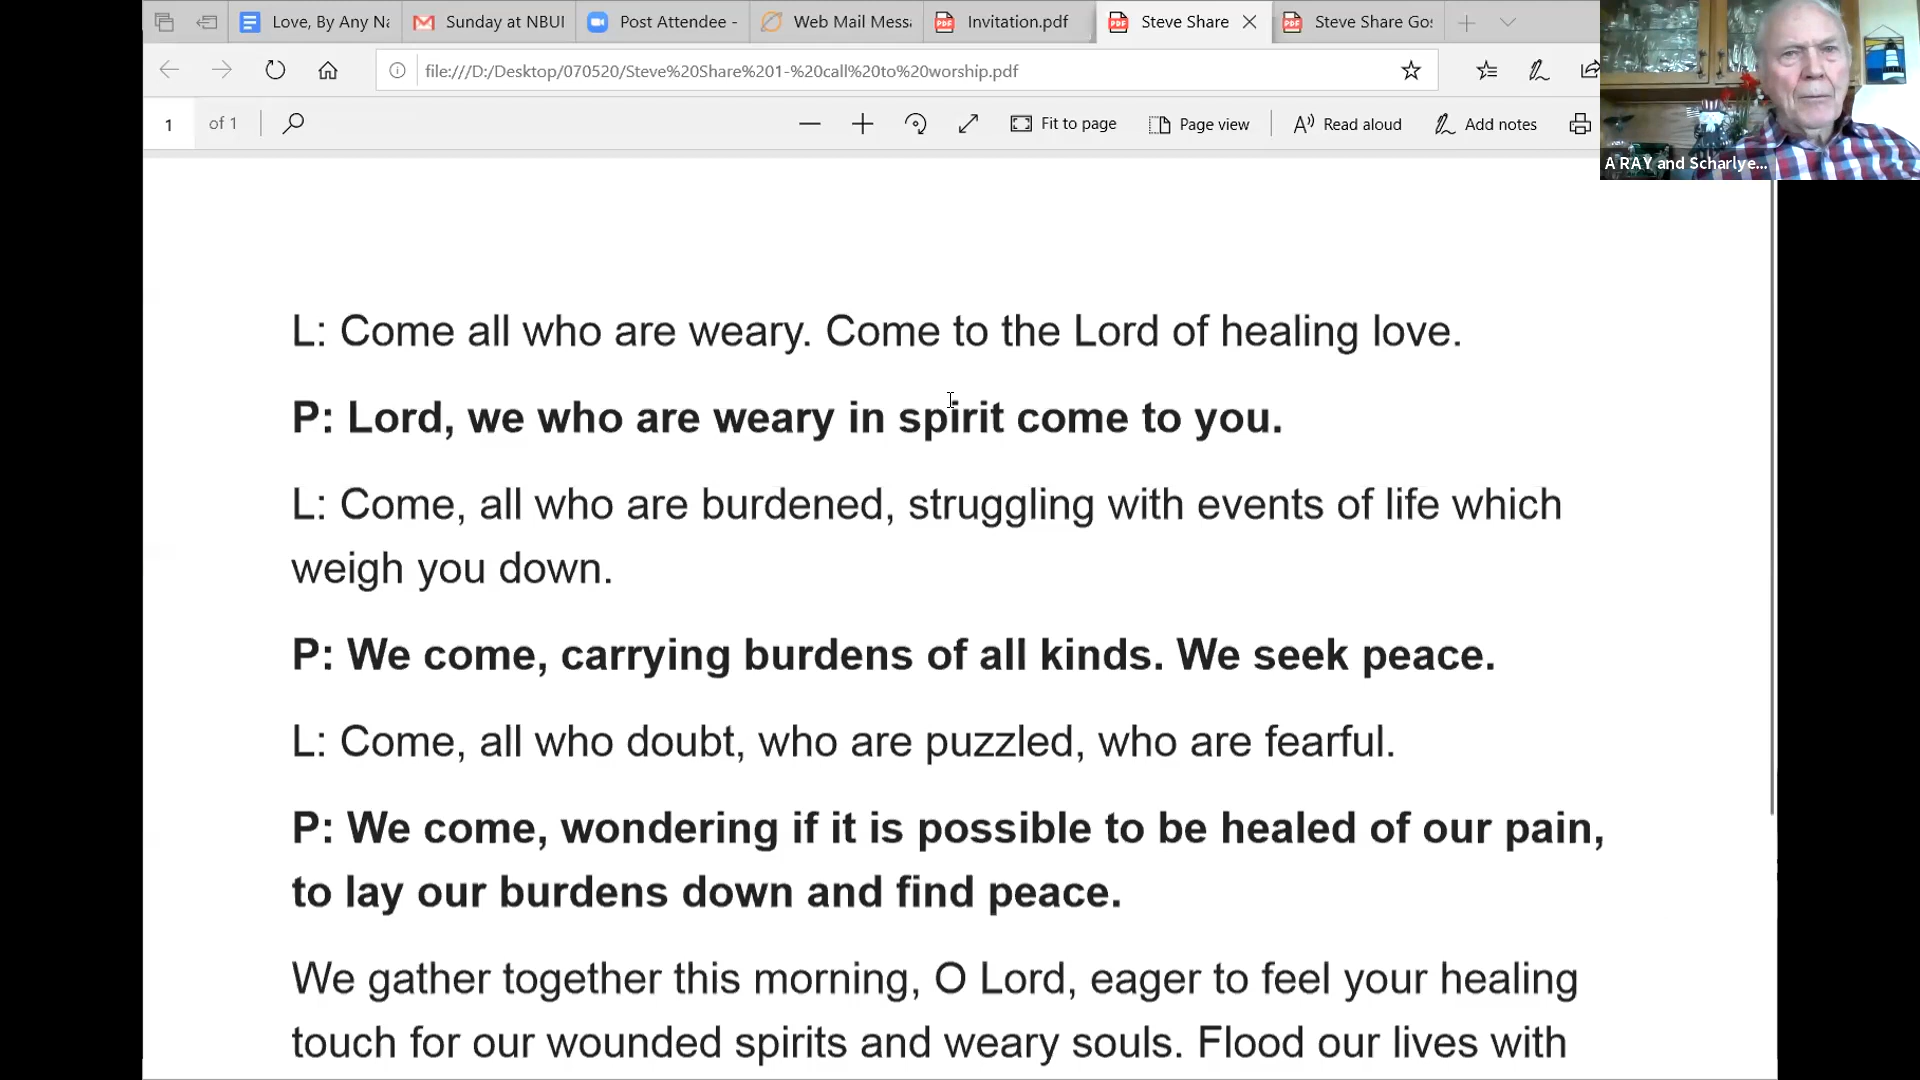 Love, By Any Na
Sunday at NBUI
Post Attendee -
Web Mail Messa
Invitation.pdf
Steve Share
Steve Share Gos
file:///D:/Desktop/070520/Steve%20Share%201-%20call%20to%20worship.pdf
1 of 1
Fit to page
Page view
Read aloud
Add notes
A RAY and Scharlye...
L: Come all who are weary. Come to the Lord of healing love.
P: Lord, we who are weary in spirit come to you.
L: Come, all who are burdened, struggling with events of life which
weigh you down.
P: We come, carrying burdens of all kinds. We seek peace.
L: Come, all who doubt, who are puzzled, who are fearful.
P: We come, wondering if it is possible to be healed of our pain,
to lay our burdens down and find peace.
We gather together this morning, O Lord, eager to feel your healing
touch for our wounded spirits and weary souls. Flood our lives with